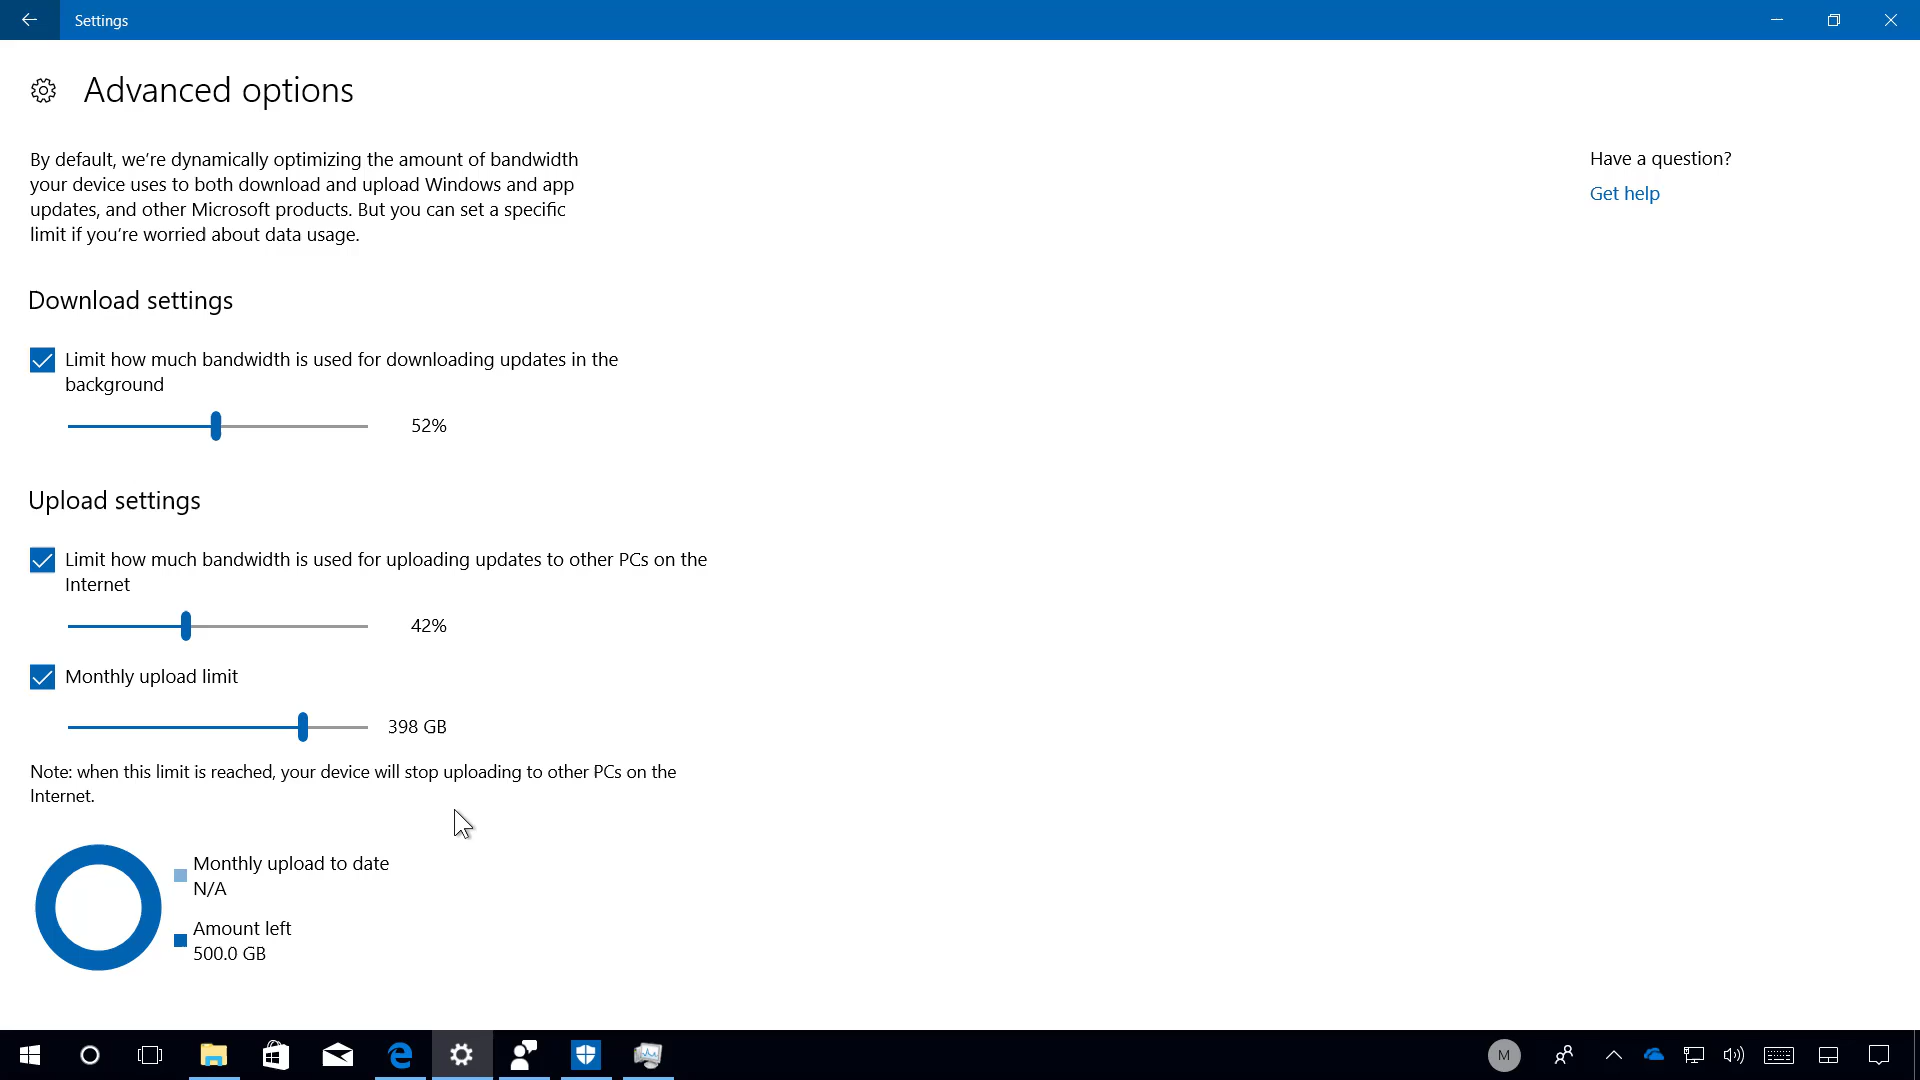 Settings
Advanced options
By default, we're dynamically optimizing the amount of bandwidth
your device uses to both download and upload Windows and app
updates, and other Microsoft products. But you can set a specific
limit if you're worried about data usage.
Have a question?
Get help
Download settings
Limit how much bandwidth is used for downloading updates in the
background
52%
Upload settings
Limit how much bandwidth is used for uploading updates to other PCs on the
Internet
42%
Monthly upload limit
398 GB
Note: when this limit is reached, your device will stop uploading to other PCs on the
Internet.
Monthly upload to date
N/A
Amount left
500.0 GB
M